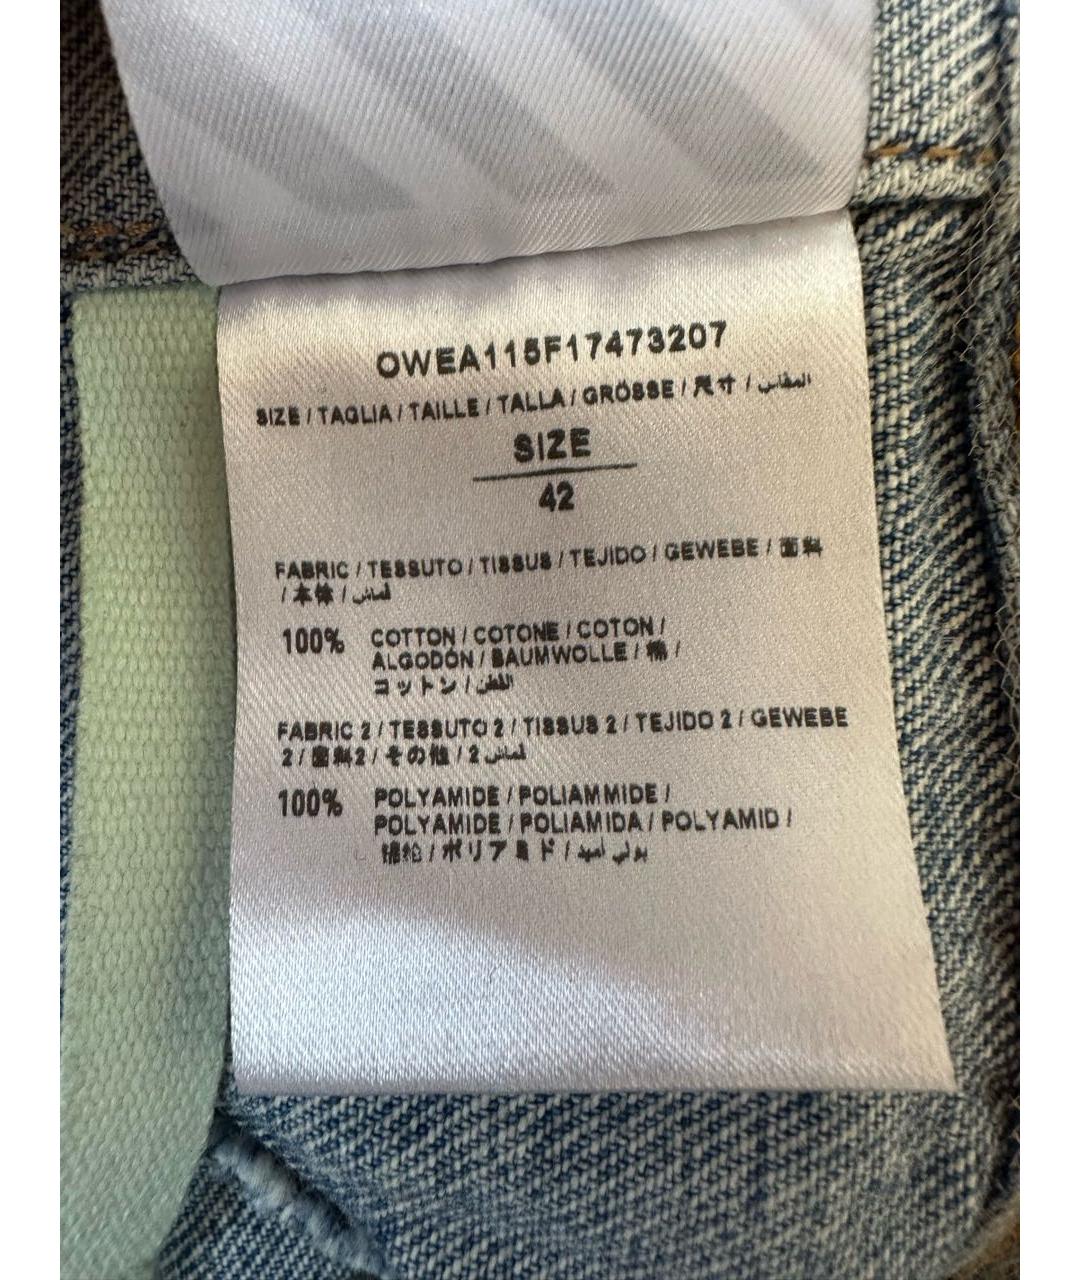 OWEA115F17473207
SIZE / TAGLIA / TAILLE / TALLA / GRÖSSE / 尺寸 / المقاس
SIZE
42
FABRIC / TESSUTO / TISSUS / TEJIDO / GEWEBE / 面料
/ 本体 / قماش
100% COTTON / COTONE / COTON /
ALGODÓN / BAUMWOLLE / 棉 /
コットン / القطن
FABRIC 2 / TESSUTO 2 / TISSUS 2 / TEJIDO 2 / GEWEBE
2 / 面料2 / その他 / 2 قماش
100% POLYAMIDE / POLIAMMIDE /
POLYAMIDE / POLIAMIDA / POLYAMID /
锦纶 / ポリアミド / بولي أميد